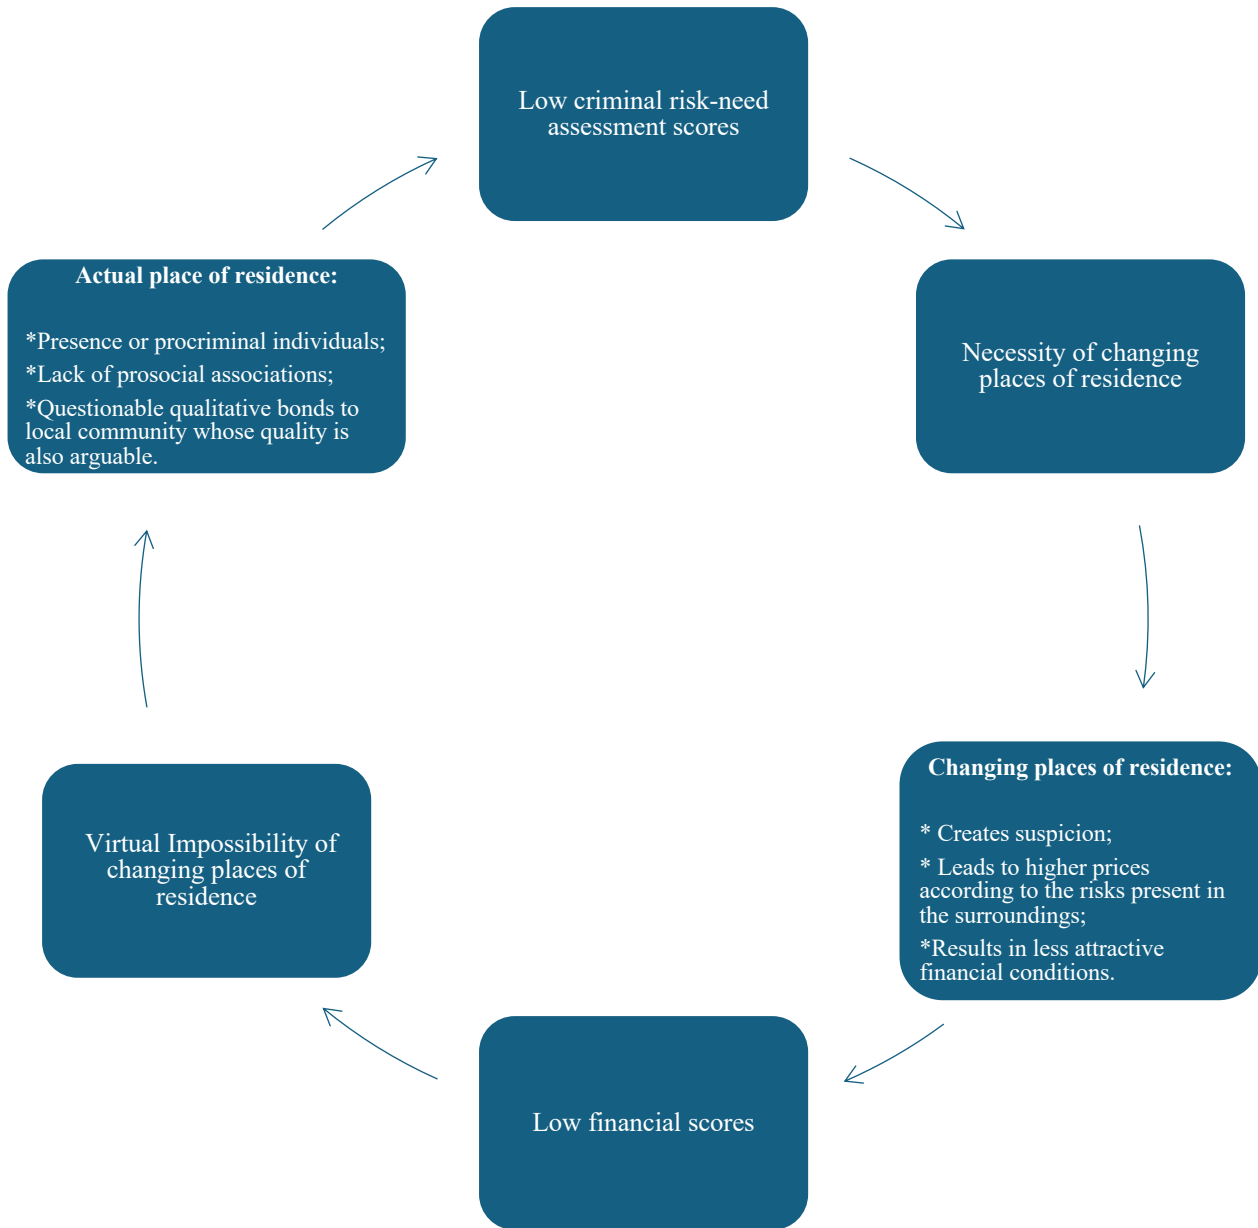 Low criminal risk-need
assessment scores
Necessity of changing
places of residence
Changing places of residence:
* Creates suspicion;
* Leads to higher prices
according to the risks present in
the surroundings;
*Results in less attractive
financial conditions.
Low financial scores
Virtual Impossibility of
changing places of
residence
Actual place of residence:
*Presence or procriminal individuals;
*Lack of prosocial associations;
*Questionable qualitative bonds to
local community whose quality is
also arguable.